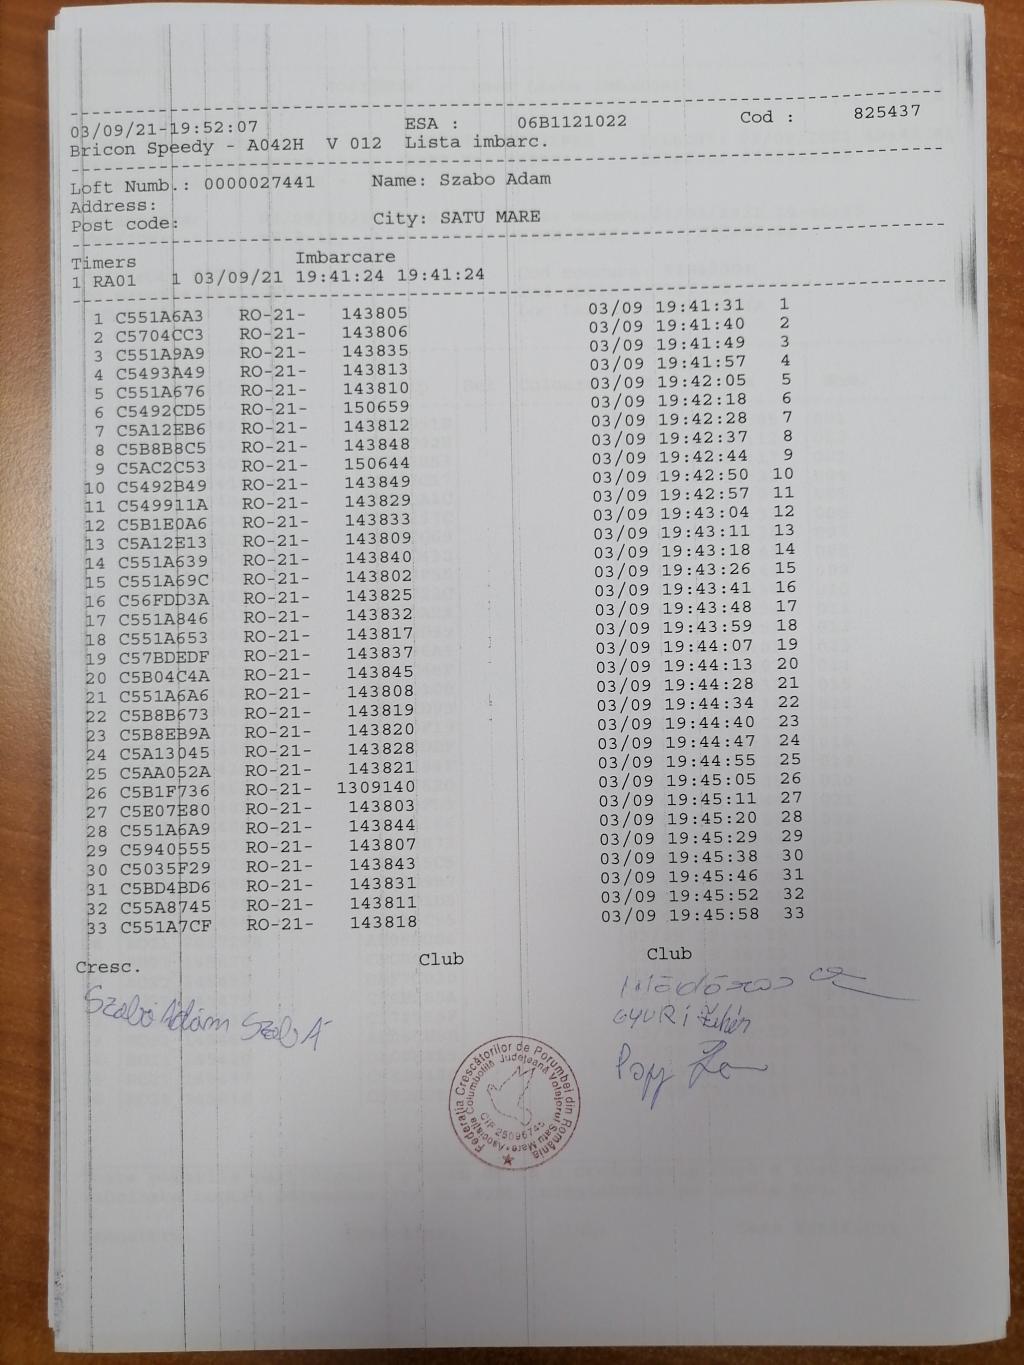 03/09/21-19:52:07 ESA : 06B1121022 Cod : 825437
Bricon Speedy - A042H V 012 Lista imbarc.
Loft Numb.: 0000027441 Name: Szabo Adam
Address:
Post code: City: SATU MARE
Timers Imbarcare
1 RA01 1 03/09/21 19:41:24 19:41:24
1 C551A6A3 RO-21- 143805 03/09 19:41:31 1
2 C5704CC3 RO-21- 143806 03/09 19:41:40 2
3 C551A9A9 RO-21- 143835 03/09 19:41:49 3
4 C5493A49 RO-21- 143813 03/09 19:41:57 4
5 C551A676 RO-21- 143810 03/09 19:42:05 5
6 C5492CD5 RO-21- 150659 03/09 19:42:18 6
7 C5A12EB6 RO-21- 143812 03/09 19:42:28 7
8 C5B8B8C5 RO-21- 143848 03/09 19:42:37 8
9 C5AC2C53 RO-21- 150644 03/09 19:42:44 9
10 C5492B49 RO-21- 143849 03/09 19:42:50 10
11 C549911A RO-21- 143829 03/09 19:42:57 11
12 C5B1E0A6 RO-21- 143833 03/09 19:43:04 12
13 C5A12E13 RO-21- 143809 03/09 19:43:11 13
14 C551A639 RO-21- 143840 03/09 19:43:18 14
15 C551A69C RO-21- 143802 03/09 19:43:26 15
16 C56FDD3A RO-21- 143825 03/09 19:43:41 16
17 C551A846 RO-21- 143832 03/09 19:43:48 17
18 C551A653 RO-21- 143817 03/09 19:43:59 18
19 C57BDEDF RO-21- 143837 03/09 19:44:07 19
20 C5B04C4A RO-21- 143845 03/09 19:44:13 20
21 C551A6A6 RO-21- 143808 03/09 19:44:28 21
22 C5B8B673 RO-21- 143819 03/09 19:44:34 22
23 C5B8EB9A RO-21- 143820 03/09 19:44:40 23
24 C5A13045 RO-21- 143828 03/09 19:44:47 24
25 C5AA052A RO-21- 143821 03/09 19:44:55 25
26 C5B1F736 RO-21- 1309140 03/09 19:45:05 26
27 C5E07E80 RO-21- 143803 03/09 19:45:11 27
28 C551A6A9 RO-21- 143844 03/09 19:45:20 28
29 C5940555 RO-21- 143807 03/09 19:45:29 29
30 C5035F29 RO-21- 143843 03/09 19:45:38 30
31 C5BD4BD6 RO-21- 143831 03/09 19:45:46 31
32 C55A8745 RO-21- 143811 03/09 19:45:52 32
33 C551A7CF RO-21- 143818 03/09 19:45:58 33
Cresc. Club Club
Szabó Ádám Szabó Á
GYURI
Federația Crescătorilor de Porumbei din România
Asociația Columbofilă Județeană Voiajorul Satu Mare
CIF 25096745